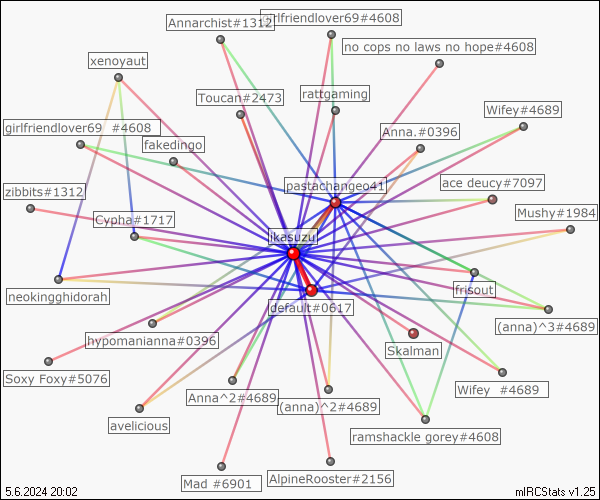 Annarchist#1312
girlfriendlover69#4608
no cops no laws no hope#4608
xenoyaut
Toucan#2473
rattgaming
Wifey#4689
girlfriendlover69 #4608
fakedingo
Anna.#0396
pastachangeo41
ace deucy#7097
zibbits#1312
Cypha#1717
Mushy#1984
ikasuzu
neokingghidorah
default#0617
frisout
(anna)^3#4689
hypomanianna#0396
Skalman
Soxy Foxy#5076
Anna^2#4689
(anna)^2#4689
Wifey #4689
avelicious
ramshackle gorey#4608
Mad #6901
AlpineRooster#2156
5.6.2024 20:02
mIRCStats v1.25